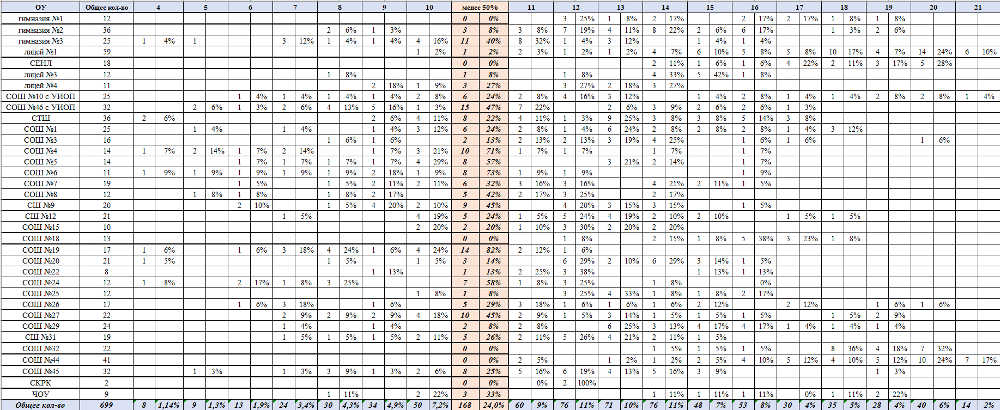 ОУ Общее кол-во 4 5 6 7 8 9 10 менее 50% 11 12 13 14 15 16 17 18 19 20 21
гимназия №1 12 0 0% 3 25% 1 8% 2 17% 2 17% 2 17% 1 8% 1 8%
гимназия №2 36 2 6% 1 3% 3 8% 3 8% 7 19% 4 11% 8 22% 2 6% 6 17% 1 3% 2 6%
гимназия №3 25 1 4% 1 3 12% 1 4% 1 4% 4 16% 11 40% 8 32% 1 4% 3 12% 1 4% 1 4%
лицей №1 59 1 2% 1 2% 2 3% 1 2% 1 2% 4 7% 6 10% 5 8% 5 8% 10 17% 4 7% 14 24% 6 10%
СЕНЛ 18 0 0% 2 11% 1 6% 1 6% 4 22% 2 11% 3 17% 5 28%
лицей №3 12 1 8% 1 8% 1 8% 4 33% 5 42% 1 8%
лицей №4 11 2 18% 1 9% 3 27% 3 27% 2 18% 3 27%
СОШ №10 с УИОП 25 1 4% 1 4% 1 4% 1 4% 2 8% 6 24% 2 8% 4 16% 3 12% 1 4% 2 8% 1 4% 1 4% 2 8% 2 8% 1 4%
СОШ №46 с УИОП 32 2 6% 1 3% 2 6% 4 13% 5 16% 1 3% 15 47% 7 22% 2 6% 3 9% 2 6% 2 6% 1 3%
СТШ 36 2 6% 2 6% 4 11% 8 22% 4 11% 1 3% 9 25% 3 8% 3 8% 5 14% 3 8%
СОШ №1 25 1 4% 1 4% 1 4% 3 12% 6 24% 2 8% 1 4% 6 24% 2 8% 2 8% 2 8% 1 4% 3 12%
СОШ №3 16 1 6% 1 6% 2 13% 2 13% 2 13% 3 19% 4 25% 1 6% 1 6% 1 6%
СОШ №4 14 1 7% 2 14% 1 7% 2 14% 1 7% 3 21% 10 71% 1 7% 1 7% 1 7% 1 7%
СОШ №5 14 1 7% 1 7% 1 7% 1 7% 4 29% 8 57% 3 21% 2 14% 1 7%
СОШ №6 11 1 9% 1 9% 1 9% 1 9% 1 9% 2 18% 1 9% 8 73% 1 9% 1 9% 1 9%
СОШ №7 19 1 5% 1 5% 2 11% 2 11% 6 32% 3 16% 3 16% 4 21% 2 11% 1 5%
СОШ №8 12 1 8% 1 8% 1 8% 2 17% 5 42% 2 17% 3 25% 2 17%
СШ №9 20 2 10% 1 5% 4 20% 2 10% 9 45% 4 20% 3 15% 3 15% 1 5%
СШ №12 21 1 5% 4 19% 5 24% 1 5% 5 24% 4 19% 2 10% 2 10% 1 5% 1 5%
СОШ №15 10 2 20% 2 20% 1 10% 3 30% 2 20% 2 20%
СОШ №18 13 0 0% 1 8% 2 15% 1 8% 5 38% 3 23% 1 8%
СОШ №19 17 1 6% 1 6% 3 18% 4 24% 1 6% 4 24% 14 82% 2 12% 1 6%
СОШ №20 21 1 5% 1 5% 1 5% 3 14% 6 29% 2 10% 6 29% 3 14% 1 5%
СОШ №22 8 1 13% 1 13% 2 25% 3 38% 1 13% 1 13%
СОШ №24 12 1 8% 2 17% 1 8% 3 25% 7 58% 1 8% 3 25% 1 8% 0%
СОШ №25 12 1 8% 1 8% 3 25% 4 33% 1 8% 1 8% 2 17%
СОШ №26 17 1 6% 3 18% 1 6% 5 29% 3 18% 1 6% 1 6% 1 6% 2 12% 2 12% 1 6% 1 6%
СОШ №27 22 2 9% 2 9% 2 9% 4 18% 10 45% 2 9% 1 5% 3 14% 1 5% 1 5% 1 5% 1 5% 2 9%
СОШ №29 24 1 4% 1 4% 2 8% 2 8% 6 25% 3 13% 4 17% 4 17% 1 4% 1 4% 1 4%
СШ №31 19 1 5% 1 5% 1 5% 2 11% 5 26% 2 11% 5 26% 4 21% 2 11% 1 5%
СОШ №32 22 0 0% 1 5% 1 5% 1 5% 8 36% 4 18% 7 32%
СОШ №44 41 0 0% 2 5% 1 2% 1 2% 2 5% 4 10% 5 12% 4 10% 5 12% 10 24% 7 17%
СОШ №45 32 1 3% 1 3% 3 9% 1 3% 2 6% 8 25% 5 16% 6 19% 4 13% 5 16% 3 9% 1 3%
СКРК 2 0 0% 0% 2 100%
ЧОУ 9 1 11% 2 22% 3 33% 1 11% 1 11% 1 11% 0% 1 11% 2 22%
Общее кол-во 699 8 1,14% 9 1,3% 13 1,9% 24 3,4% 30 4,3% 34 4,9% 50 7,2% 168 24,0% 60 9% 76 11% 71 10% 76 11% 48 7% 53 8% 30 4% 35 5% 28 4% 40 6% 14 2%